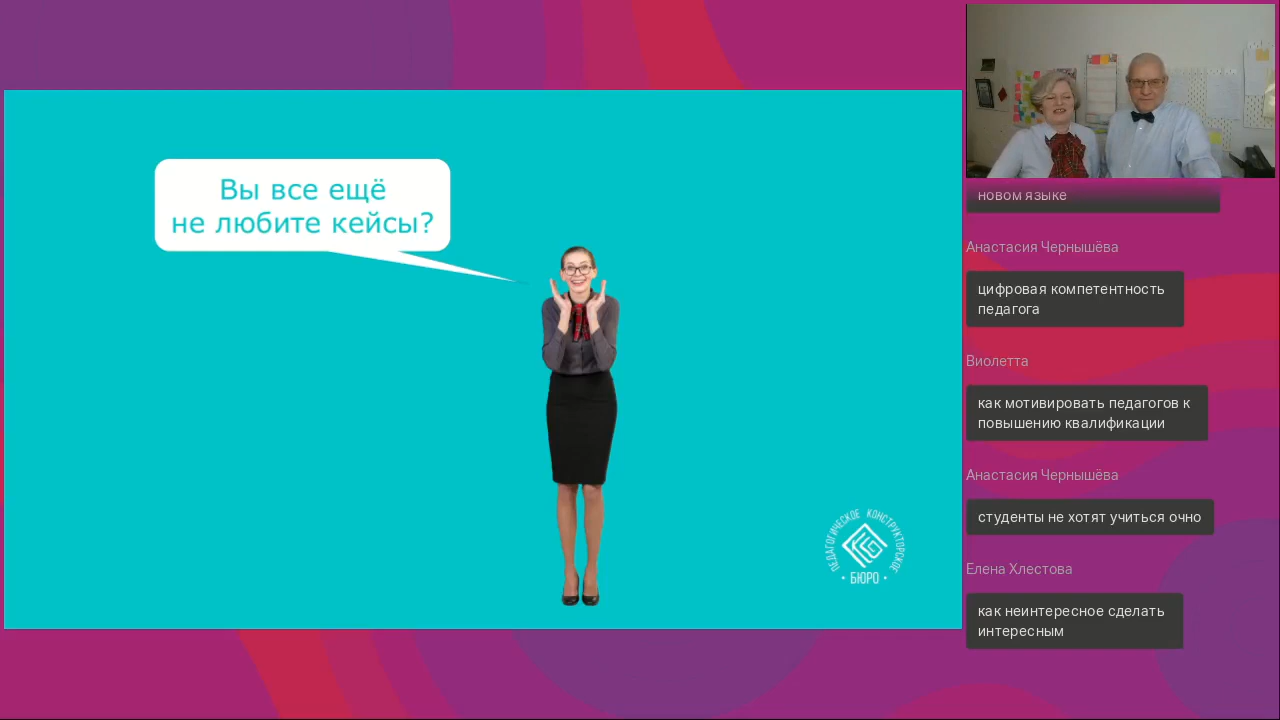 Вы все ещё
не любите кейсы?
ПЕДАГОГИЧЕСКОЕ КОНСТРУКТОРСКОЕ
• БЮРО •
новом языке
Анастасия Чернышёва
цифровая компетентность
педагога
Виолетта
как мотивировать педагогов к
повышению квалификации
Анастасия Чернышёва
студенты не хотят учиться очно
Елена Хлестова
как неинтересное сделать
интересным